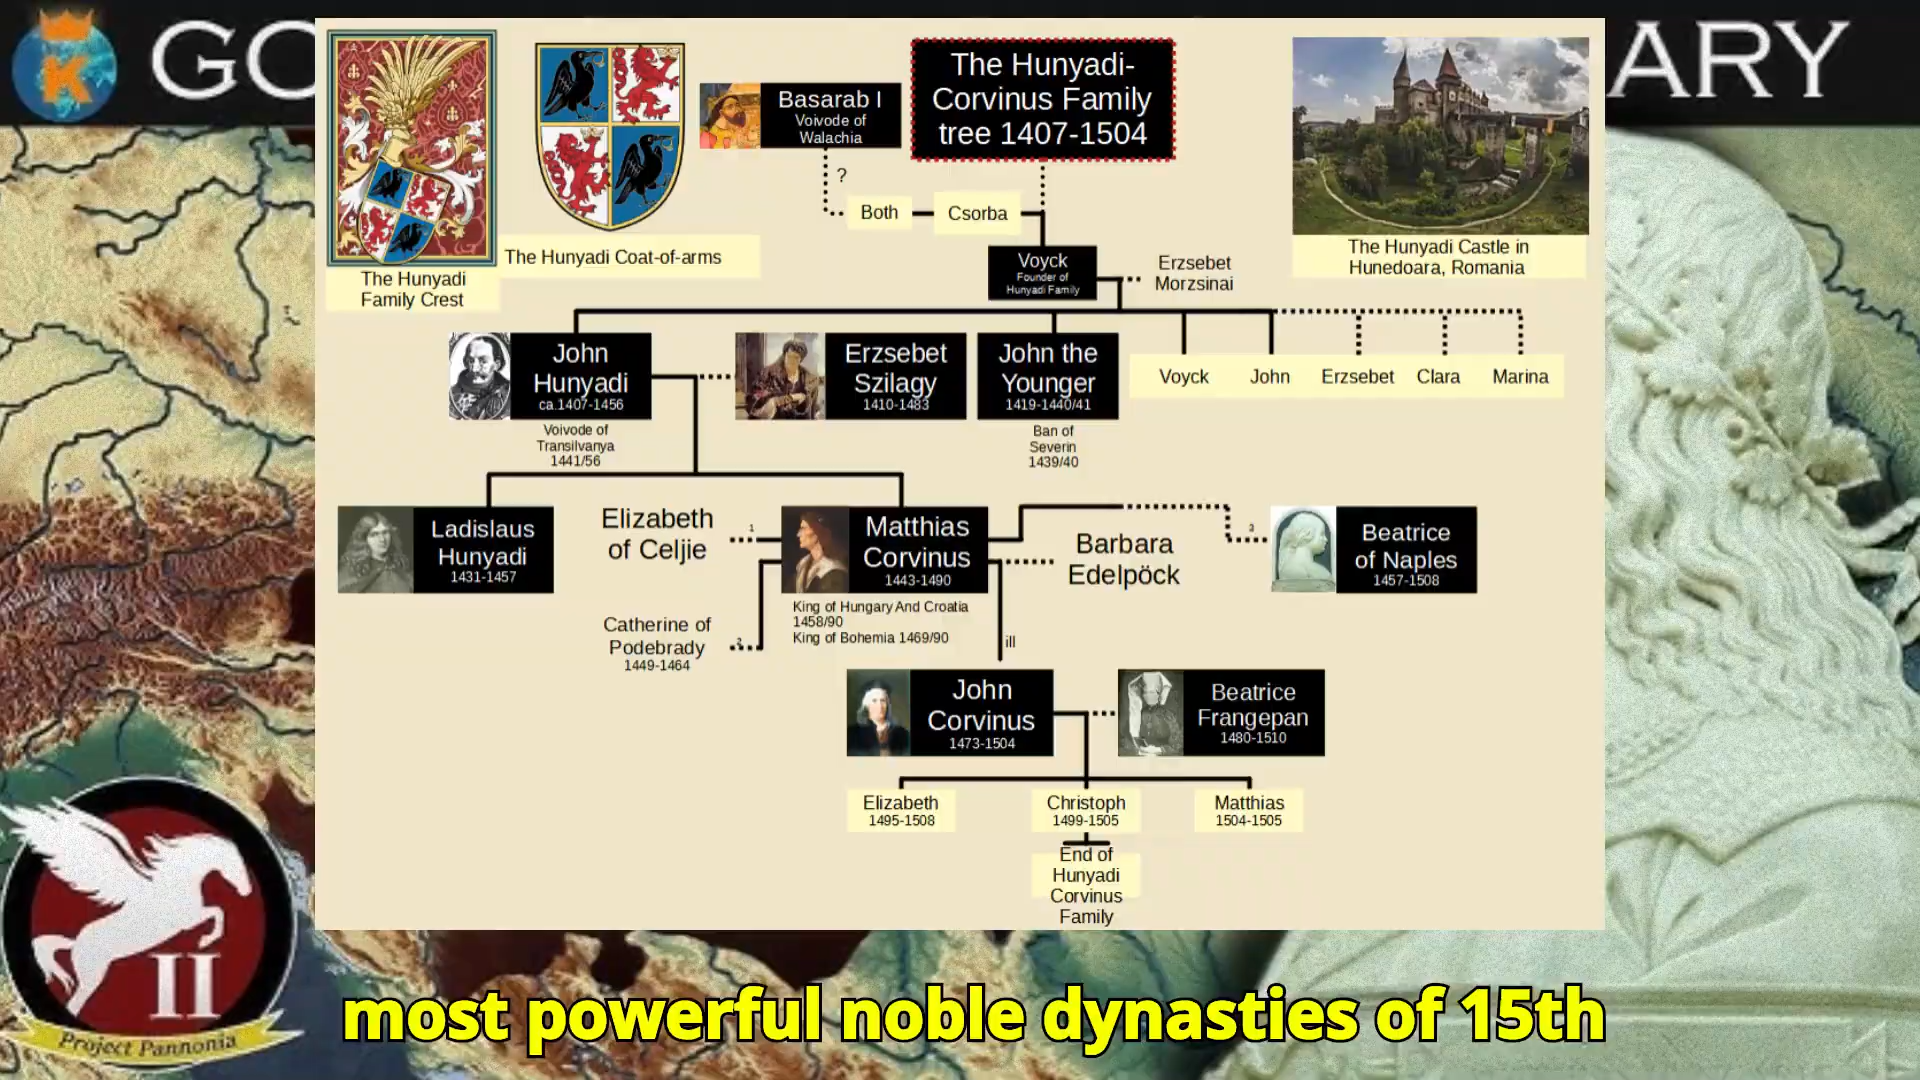 K
GO
ARY
The Hunyadi-
Corvinus Family
tree 1407-1504
Basarab I
Voivode of
Walachia
?
Both
Csorba
The Hunyadi Coat-of-arms
The Hunyadi
Family Crest
The Hunyadi Castle in
Hunedoara, Romania
Voyck
Founder of
Hunyadi Family
Erzsebet
Morzsinai
John
Hunyadi
ca.1407-1456
Voivode of
Transilvanya
1441/56
Erzsebet
Szilagy
1410-1483
John the
Younger
1419-1440/41
Ban of
Severin
1439/40
Voyck
John
Erzsebet
Clara
Marina
Ladislaus
Hunyadi
1431-1457
Elizabeth
of Celjie
1
Matthias
Corvinus
1443-1490
King of Hungary And Croatia
1458/90
King of Bohemia 1469/90
Barbara
Edelpöck
3
Beatrice
of Naples
1457-1508
Catherine of
Podebrady
1449-1464
2
ill
John
Corvinus
1473-1504
Beatrice
Frangepan
1480-1510
Elizabeth
1495-1508
Christoph
1499-1505
Matthias
1504-1505
End of
Hunyadi
Corvinus
Family
II
Project Pannonia
most powerful noble dynasties of 15th